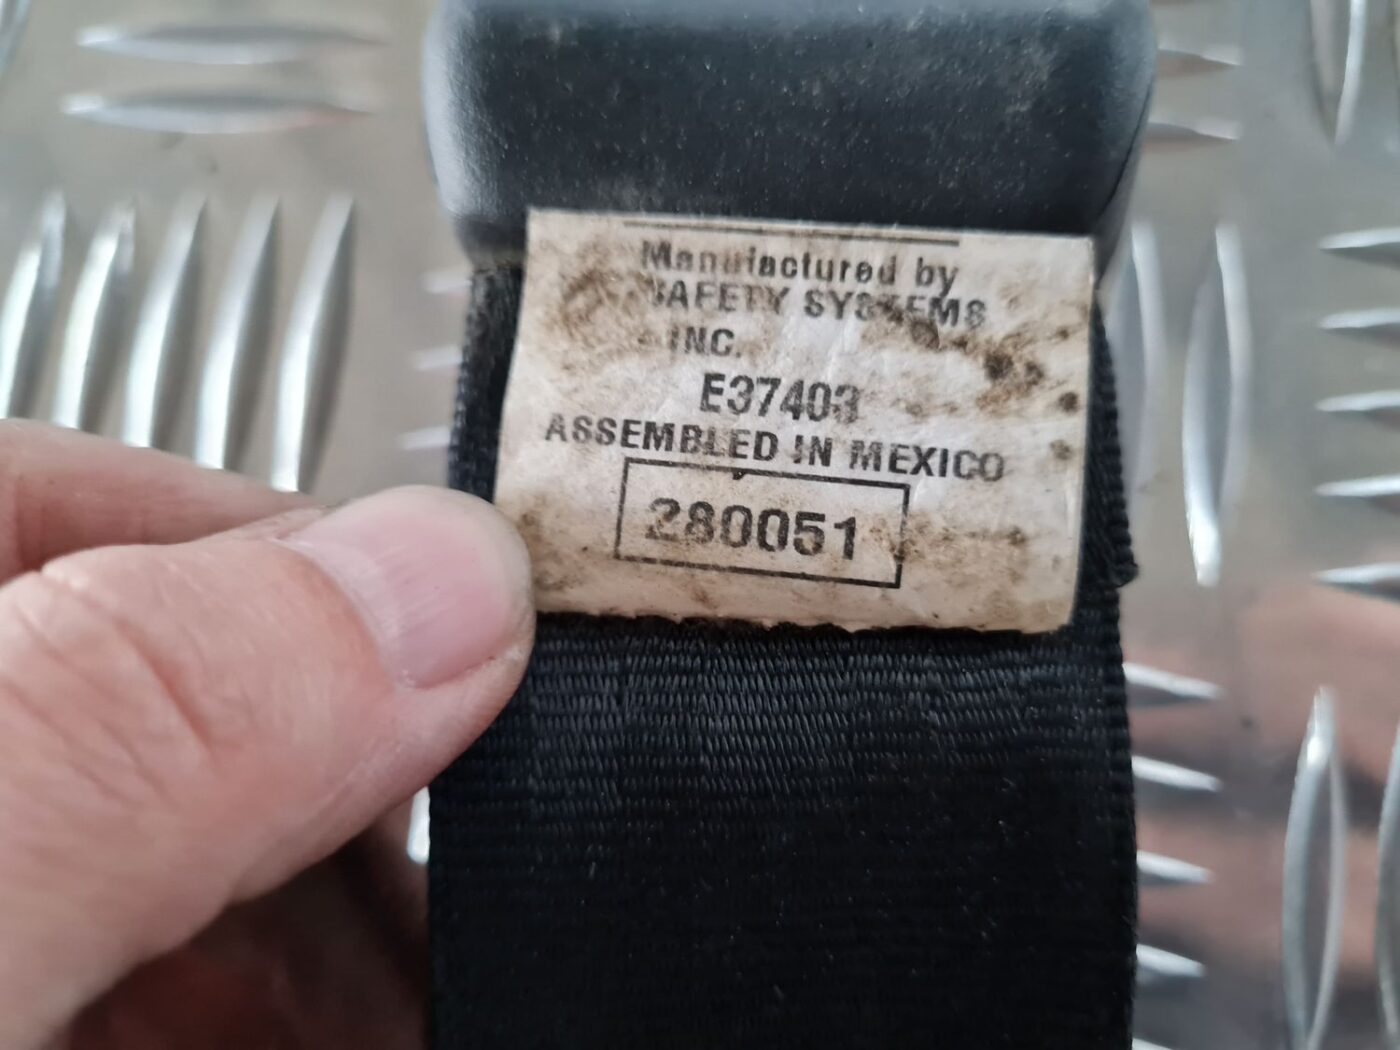 Manufactured by
SAFETY SYSTEMS
INC.
E37403
ASSEMBLED IN MEXICO
280051